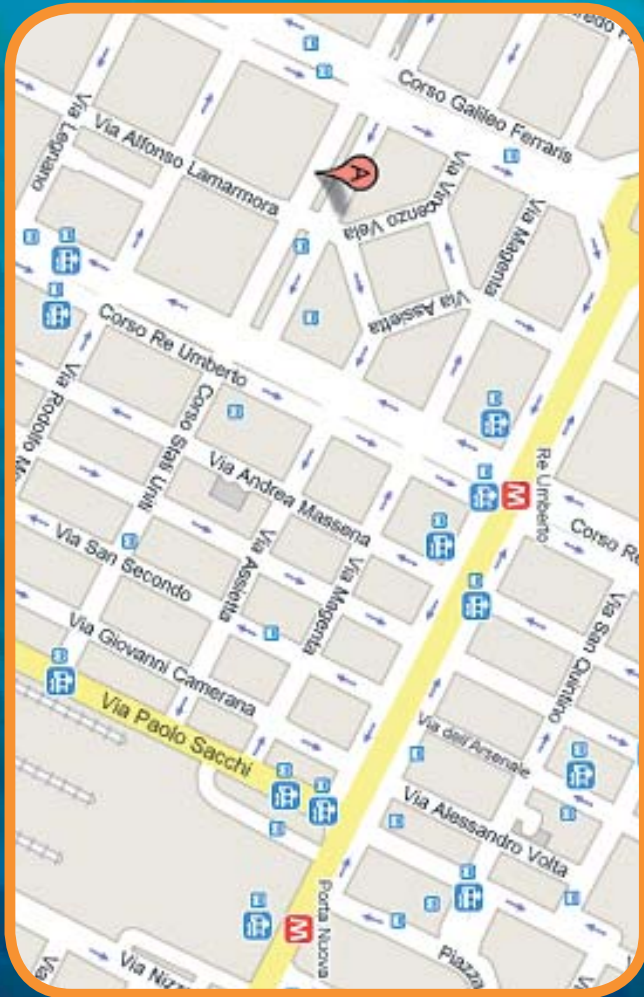 Corso Galileo Ferraris
Via Legnano
Via Alfonso Lamarmora
A
Via Vincenzo Vela
Via Magenta
Via Assietta
Corso Re Umberto
Via Rodolfo
Corso Stati Uniti
Via Andrea Massena
M
Re Umberto
Corso Re
Via San Secondo
Via Assietta
Via Magenta
Via San Quintino
Via Giovanni Camerana
Via Paolo Sacchi
Via dell'Arsenale
Via Alessandro Volta
M
Porta Nuova
Piazza
Via
Via